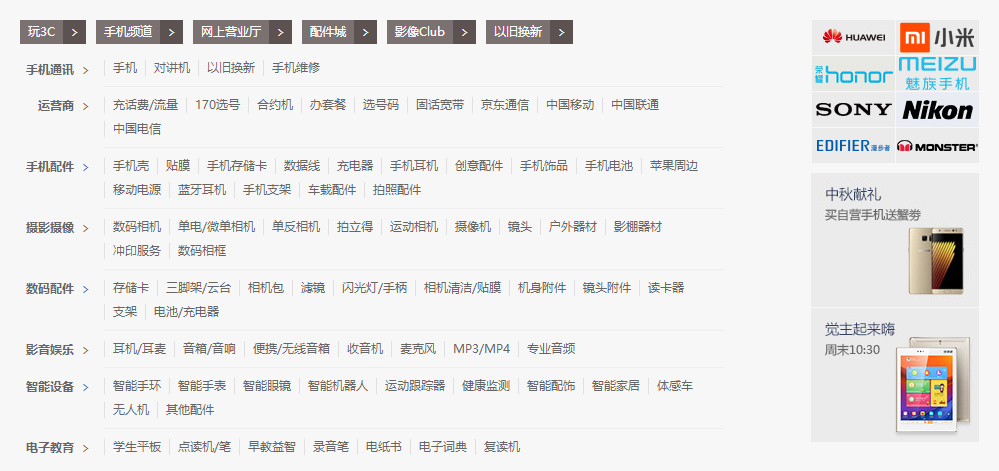 玩3C > 手机频道 > 网上营业厅 > 配件城 > 影像Club > 以旧换新 >
手机通讯 > 手机 对讲机 以旧换新 手机维修
运营商 > 充话费/流量 170选号 合约机 办套餐 选号码 固话宽带 京东通信 中国移动 中国联通
中国电信
手机配件 > 手机壳 贴膜 手机存储卡 数据线 充电器 手机耳机 创意配件 手机饰品 手机电池 苹果周边
移动电源 蓝牙耳机 手机支架 车载配件 拍照配件
摄影摄像 > 数码相机 单电/微单相机 单反相机 拍立得 运动相机 摄像机 镜头 户外器材 影棚器材
冲印服务 数码相框
数码配件 > 存储卡 三脚架/云台 相机包 滤镜 闪光灯/手柄 相机清洁/贴膜 机身附件 镜头附件 读卡器
支架 电池/充电器
影音娱乐 > 耳机/耳麦 音箱/音响 便携/无线音箱 收音机 麦克风 MP3/MP4 专业音频
智能设备 > 智能手环 智能手表 智能眼镜 智能机器人 运动跟踪器 健康监测 智能配饰 智能家居 体感车
无人机 其他配件
电子教育 > 学生平板 点读机/笔 早教益智 录音笔 电纸书 电子词典 复读机
HUAWEI mi 小米
荣耀 honor MEIZU 魅族手机
SONY Nikon
EDIFIER 漫步者 MONSTER
中秋献礼
买自营手机送蟹劵
觉主起来嗨
周末10:30